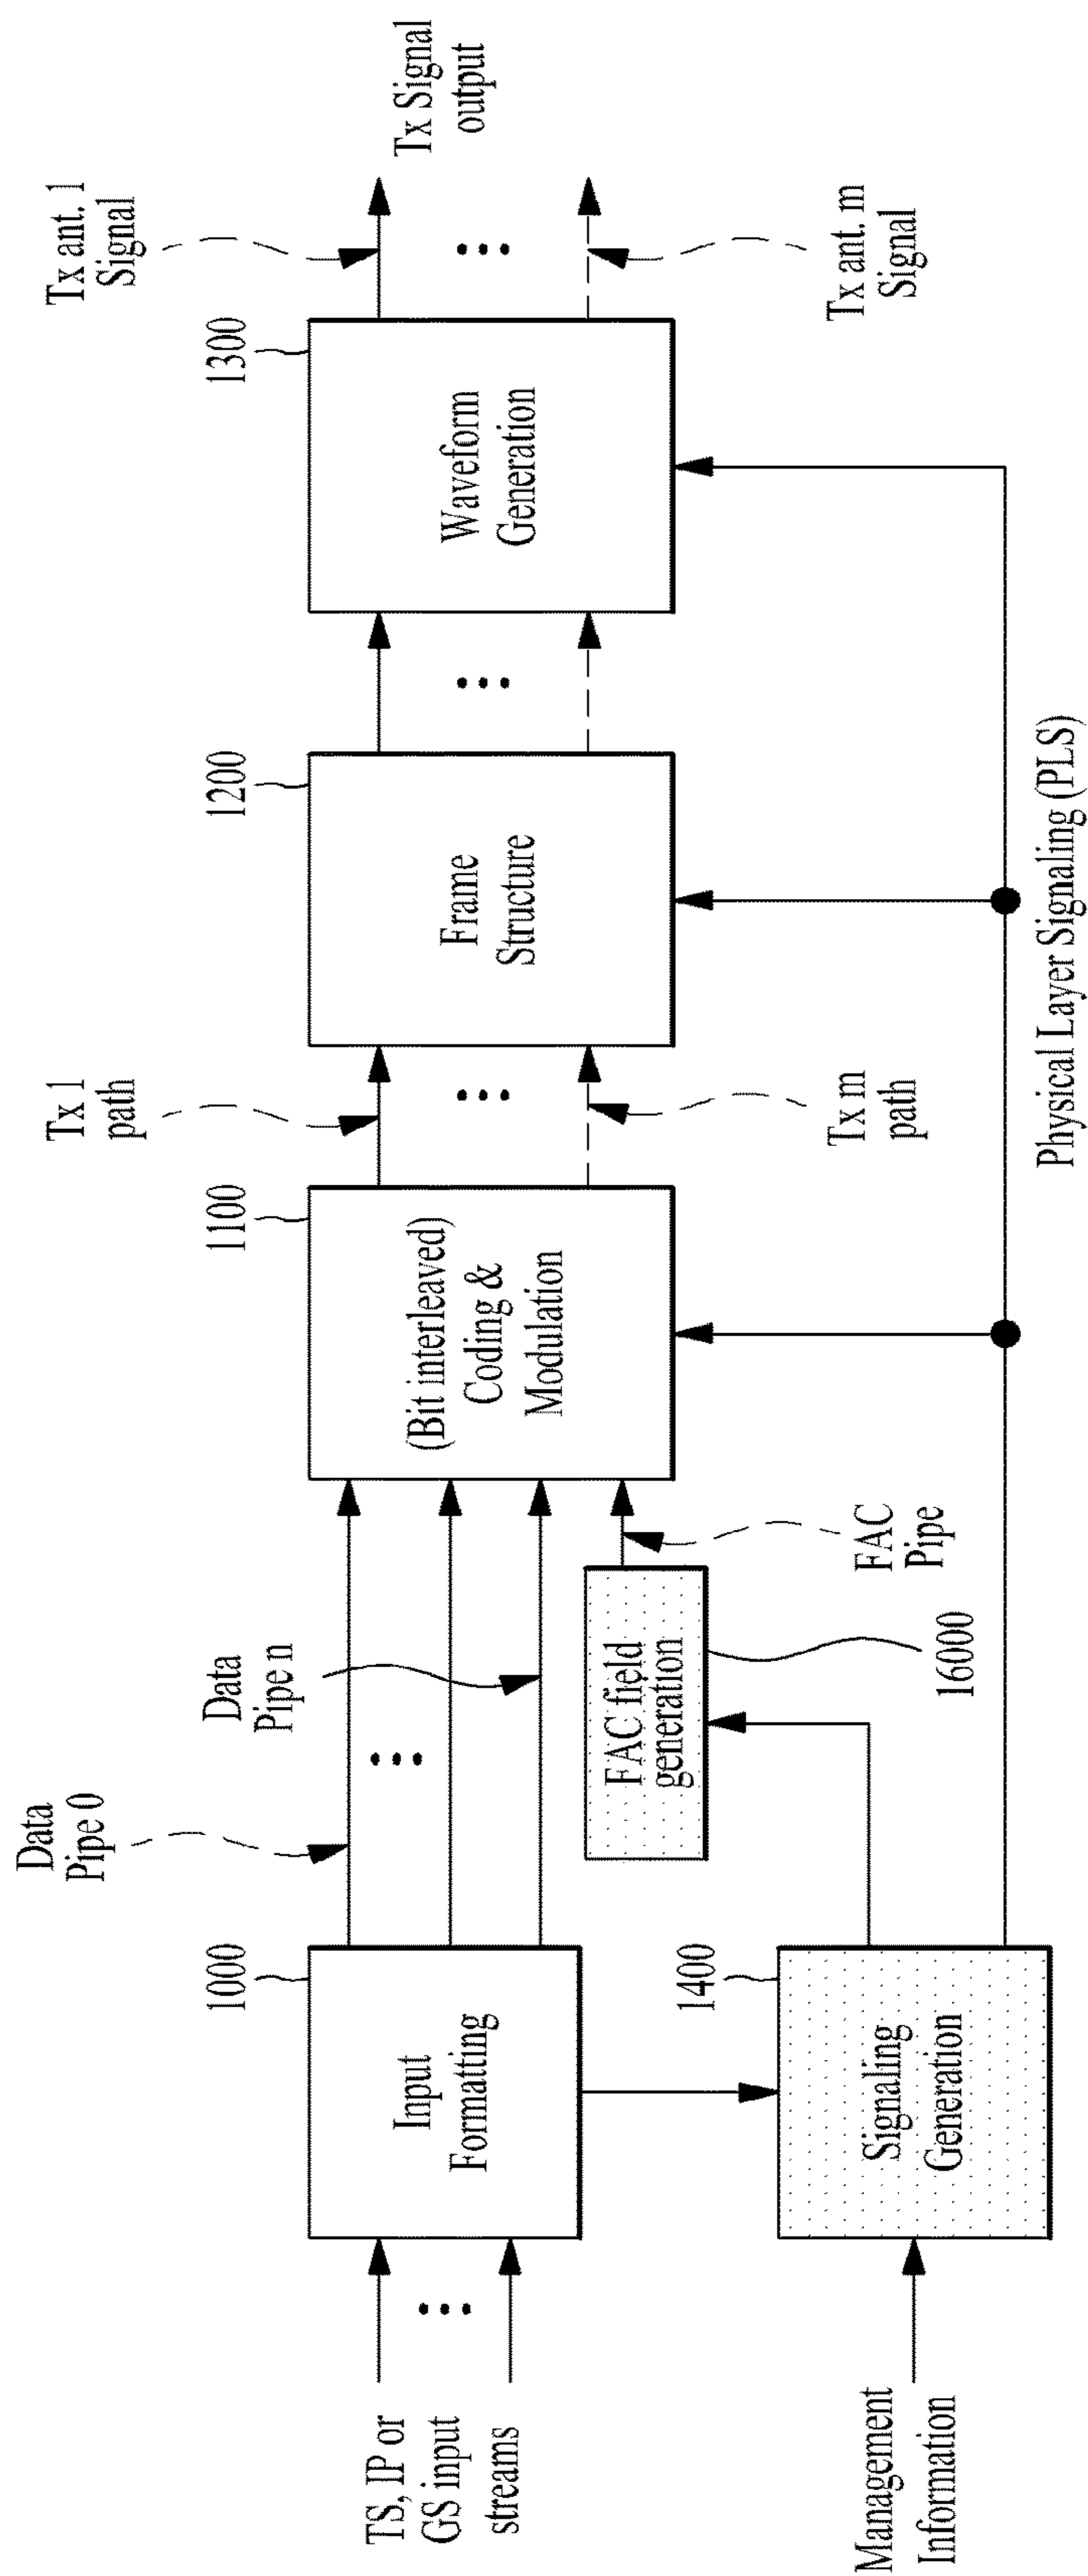 TS, IP or
GS input
streams
Management
Information
1000
Input
Formatting
1400
Signaling
Generation
Data
Pipe 0
Data
Pipe n
FAC field
generation
16000
FAC
Pipe
1100
(Bit interleaved)
Coding &
Modulation
Tx 1
path
Tx m
path
1200
Frame
Structure
1300
Waveform
Generation
Tx ant. 1
Signal
Tx ant. m
Signal
Tx Signal
output
Physical Layer Signaling (PLS)